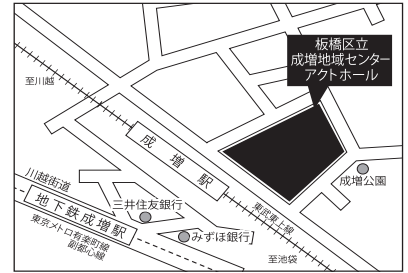 板橋区立
成増地域センター
アクトホール
至川越
成増駅
成増公園
川越街道
三井住友銀行
地下鉄成増駅
東武東上線
みずほ銀行
東京メトロ有楽町線
副都心線
至池袋